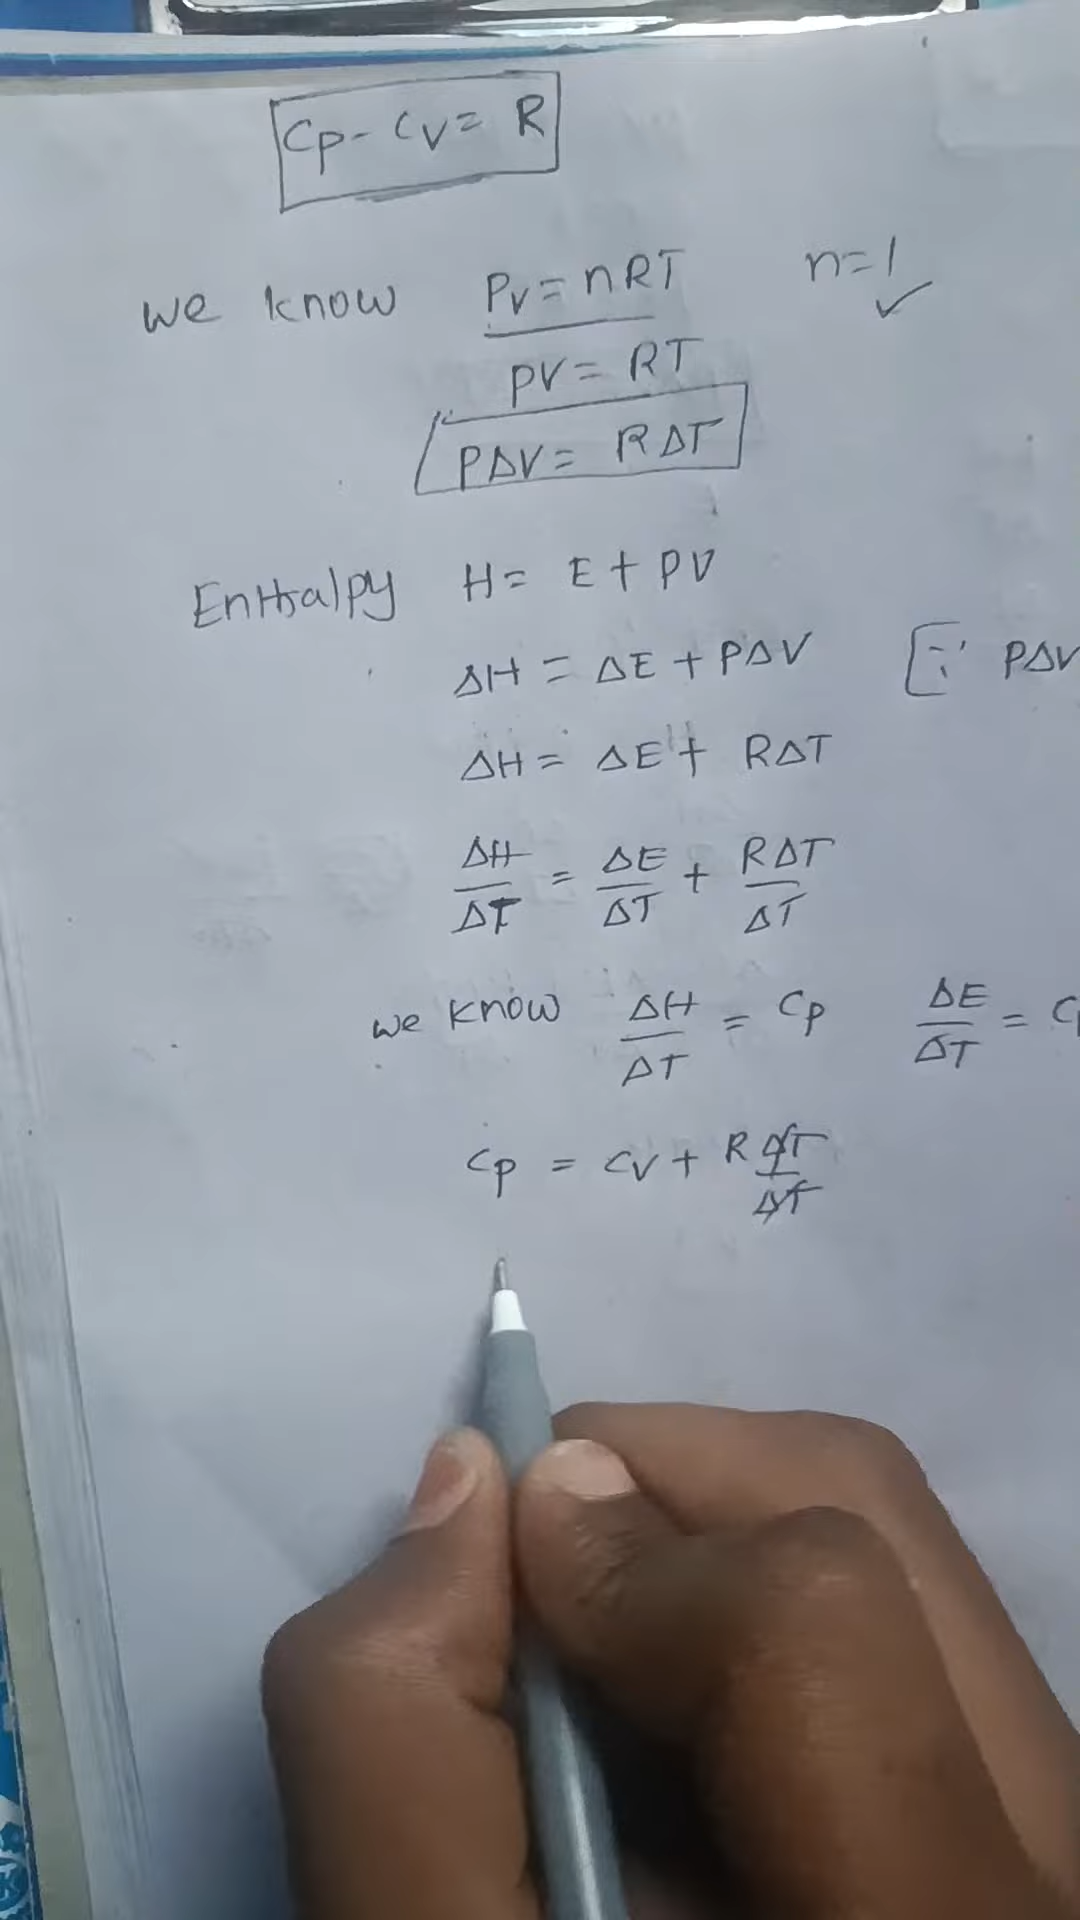 Cp - Cv = R
we know PV = nRT n=1 ✓
PV = RT
PΔV = RΔT
Enthalpy H = E + PV
ΔH = ΔE + PΔV [∵ PΔV
ΔH = ΔE + RΔT
ΔH/ΔT = ΔE/ΔT + RΔT/ΔT
we know ΔH/ΔT = Cp ΔE/ΔT = C
Cp = Cv + R ΔT/ΔT